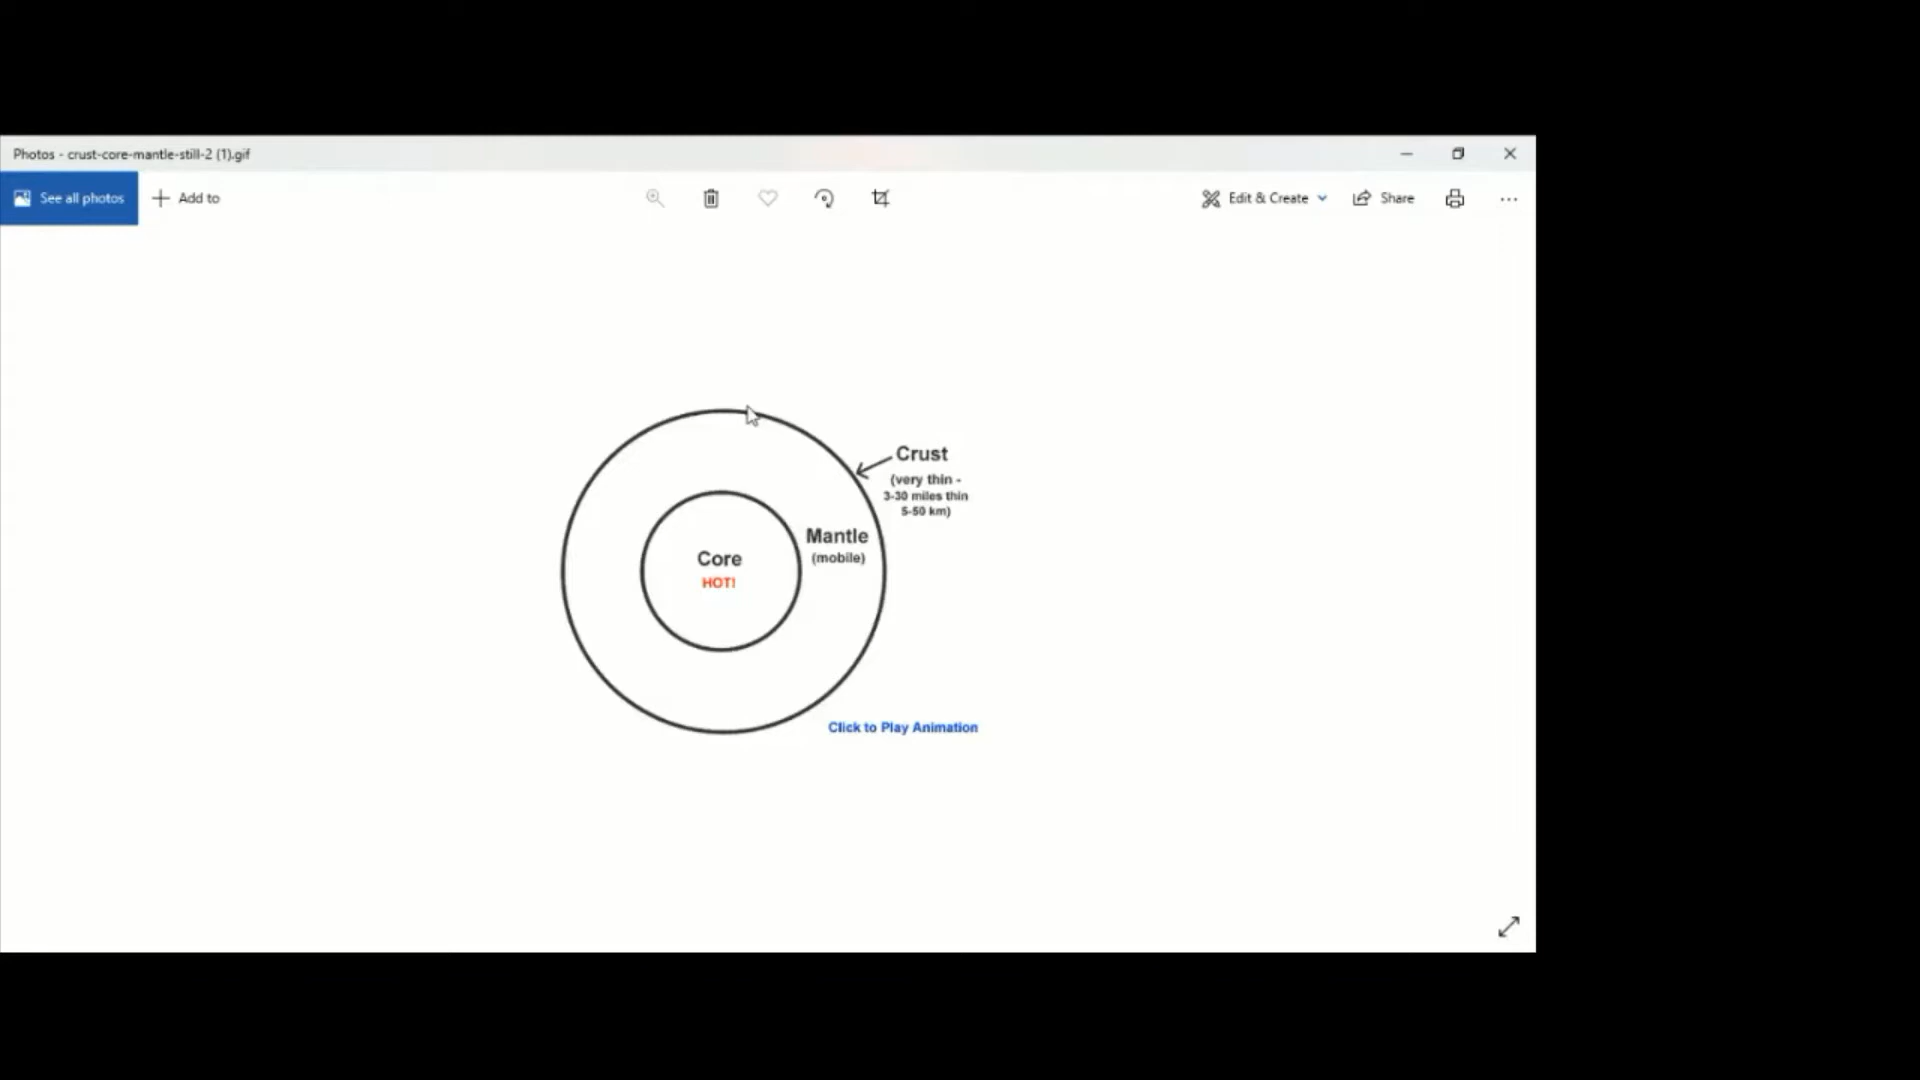 Photos - crust-core-mantle-still-2 (1).gif
See all photos
Add to
Edit & Create
Share
Crust
(very thin -
3-30 miles thin
5-50 km)
Mantle
(mobile)
Core
HOT!
Click to Play Animation